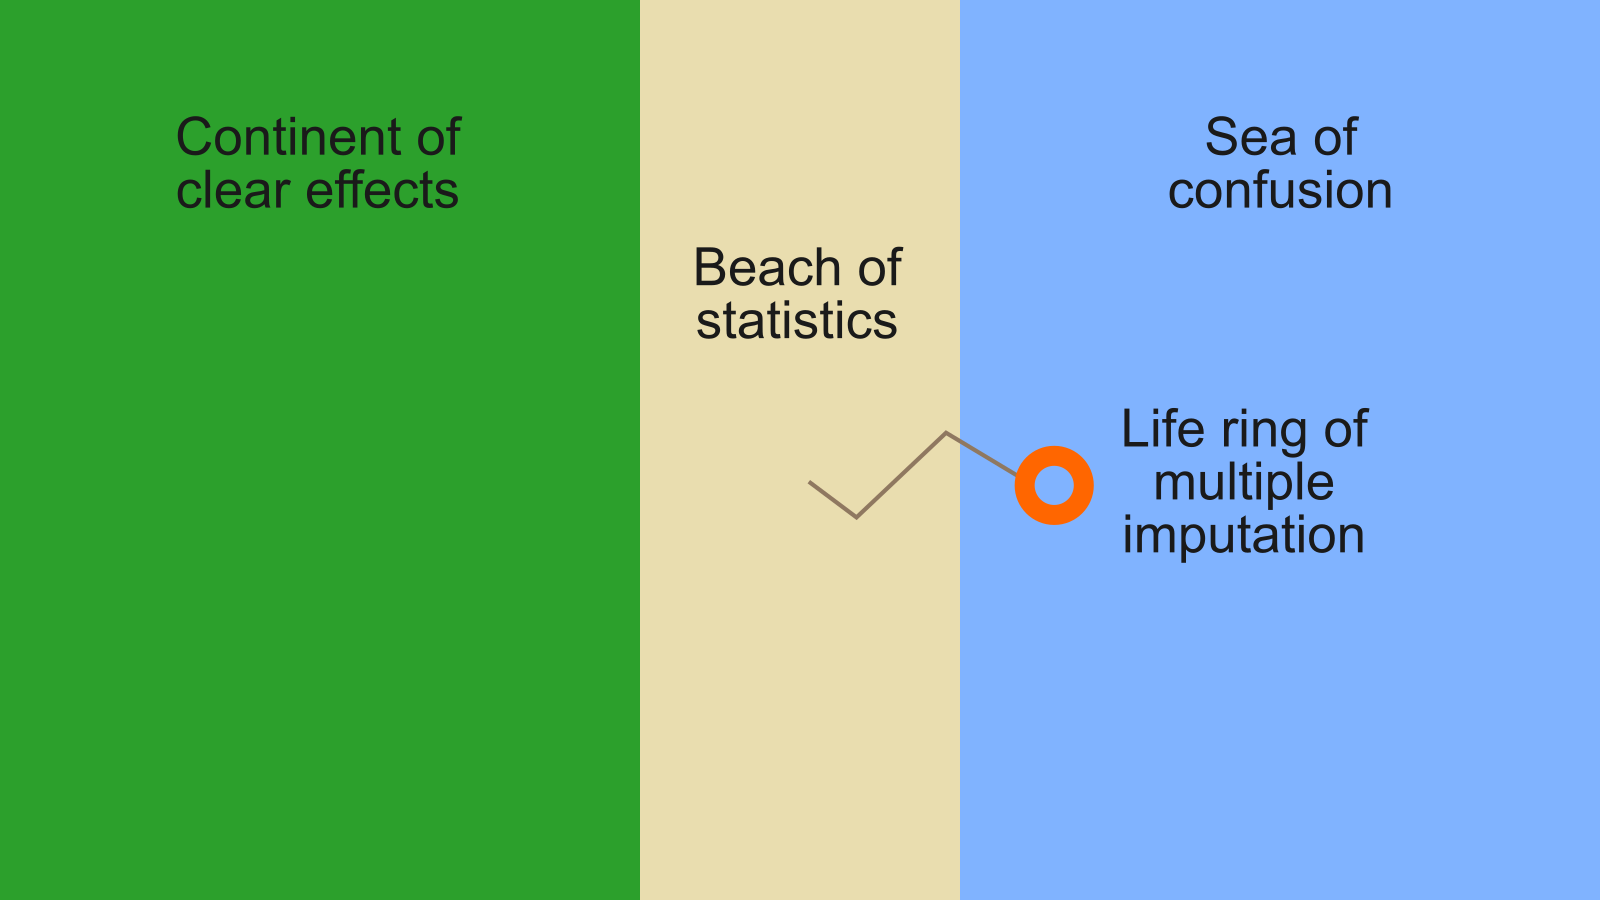 Continent of
clear effects
Beach of
statistics
Sea of
confusion
Life ring of
multiple
imputation